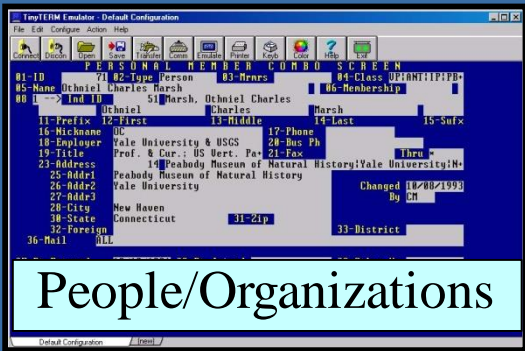 TinyTERM Emulator - Default Configuration
File Edit Configure Action Help
Connect Discon Open Save Transfer Comm Emulate Printer Keyb Color Help Exit
PERSONAL MEMBER COMBO SCREEN
01-ID 71 02-Type Person 03-Mrmrs 04-Class VP|ANT|IP|PB+
05-Name Othniel Charles Marsh 06-Membership
08 1 --> Ind ID 51 Marsh, Othniel Charles
Othniel Charles Marsh
11-Prefix 12-First 13-Middle 14-Last 15-Sufx
16-Nickname OC 17-Phone
18-Employer Yale University & USGS 20-Bus Ph
19-Title Prof. & Cur.; US Vert. Pa+ 21-Fax Thru *
23-Address 14 Peabody Museum of Natural History|Yale University|N+
25-Addr1 Peabody Museum of Natural History
26-Addr2 Yale University Changed 10/08/1993
27-Addr3 By CM
28-City New Haven
30-State Connecticut 31-Zip
32-Foreign 33-District
36-Mail ALL
People/Organizations
Default Configuration (new)